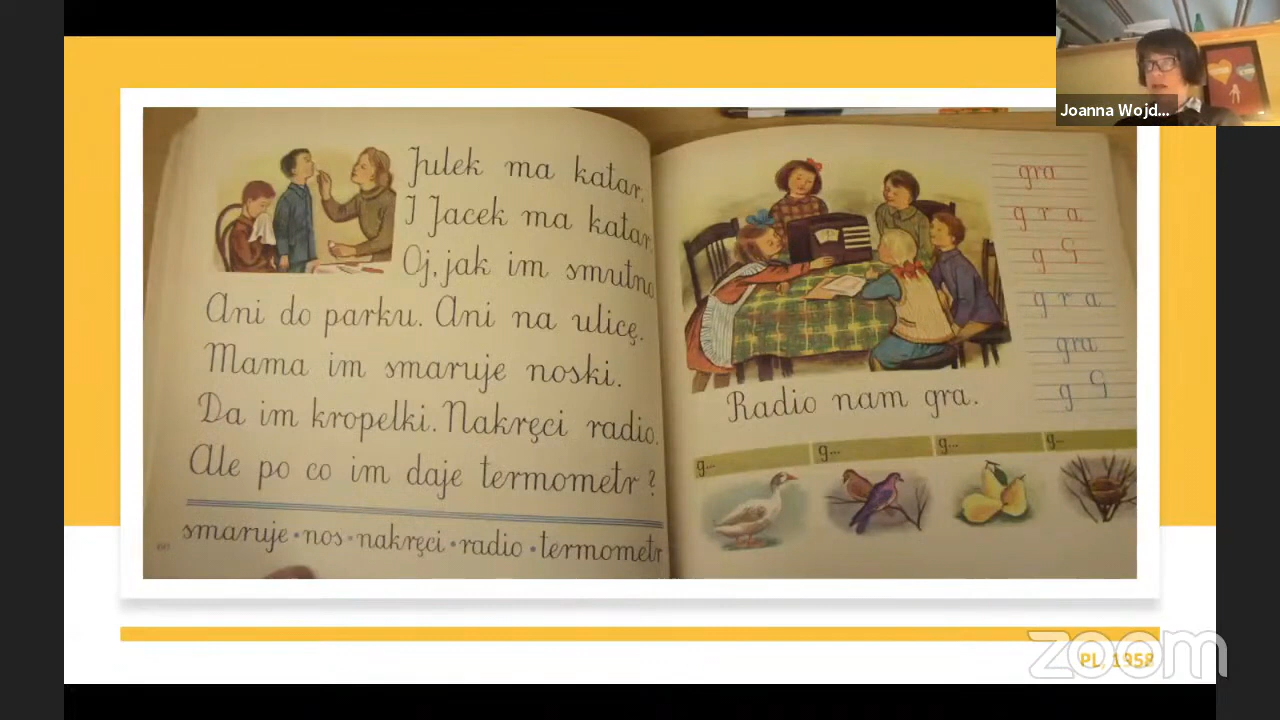 Joanna Wojd...
Julek ma katar.
I Jacek ma katar.
Oj, jak im smutno
Ani do parku. Ani na ulicę.
Mama im smaruje noski.
Da im kropelki. Nakręci radio.
Ale po co im daje termometr?
smaruje • nos • nakręci • radio • termometr
gra
g r a
g G
g r a
gra
g G
Radio nam gra.
g... g... g... g...
PL, 1958
zoom